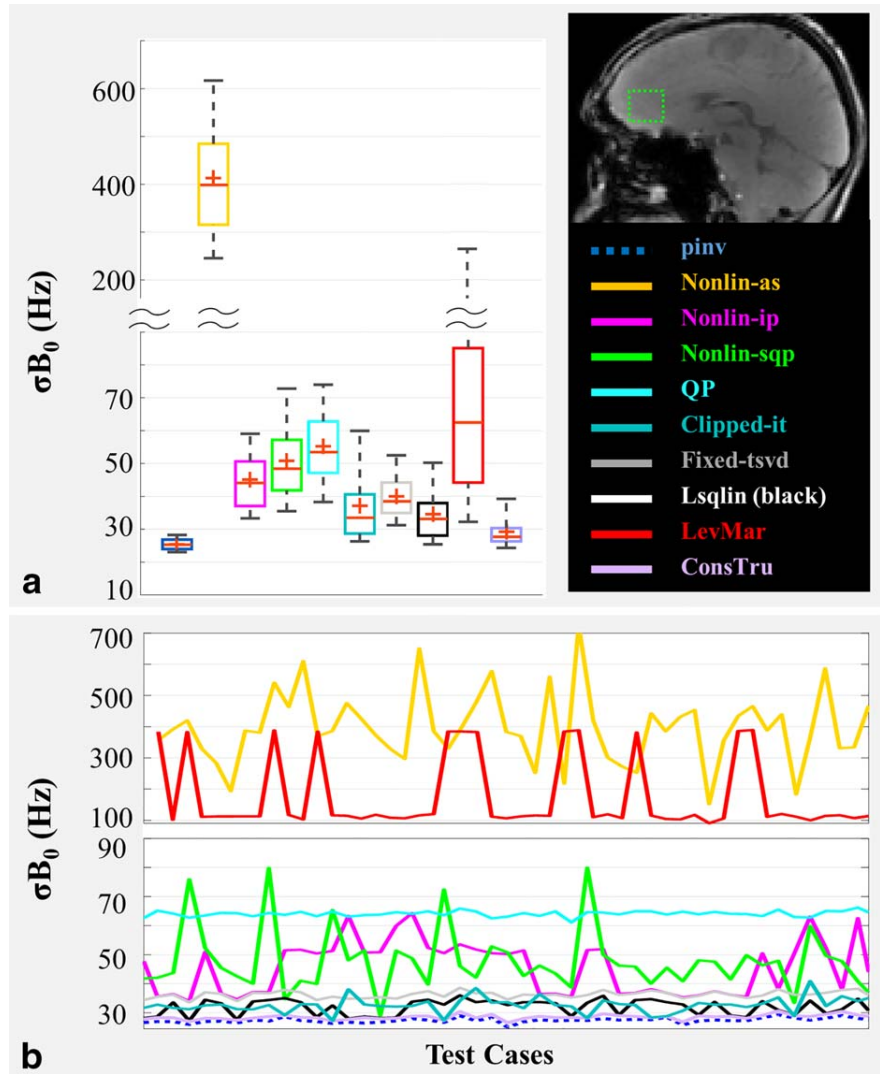 600
400
200
70
50
30
10
σB₀ (Hz)
a
pinv
Nonlin-as
Nonlin-ip
Nonlin-sqp
QP
Clipped-it
Fixed-tsvd
Lsqlin (black)
LevMar
ConsTru
700
500
300
100
90
70
50
30
σB₀ (Hz)
b
Test Cases